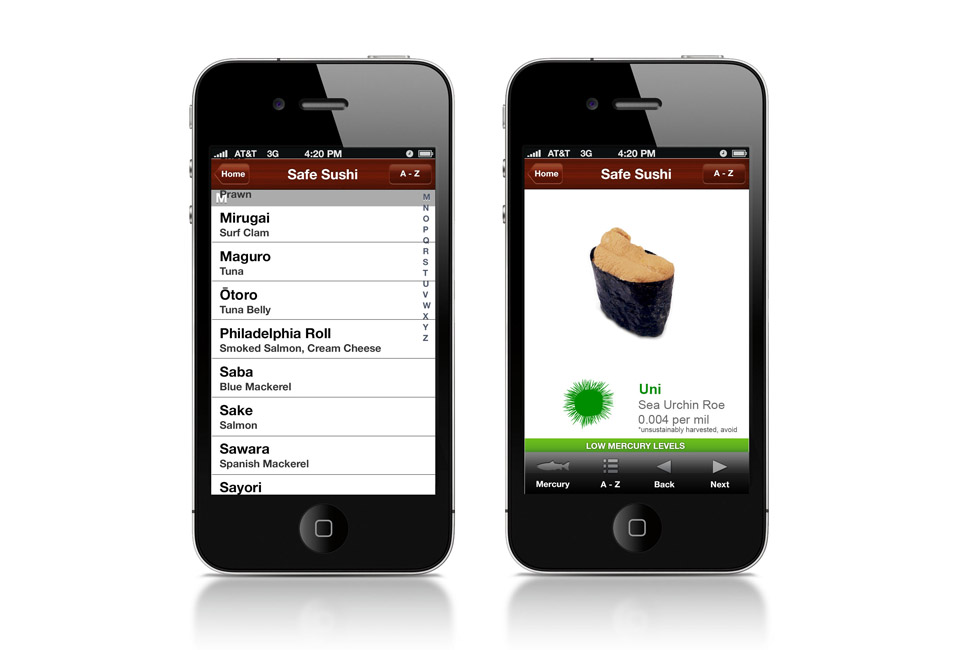 AT&T 3G 4:20 PM
Home Safe Sushi A - Z
Prawn
M
Mirugai
Surf Clam
Maguro
Tuna
Ōtoro
Tuna Belly
Philadelphia Roll
Smoked Salmon, Cream Cheese
Saba
Blue Mackerel
Sake
Salmon
Sawara
Spanish Mackerel
Sayori
M
N
O
P
Q
R
S
T
U
V
W
X
Y
Z
AT&T 3G 4:20 PM
Home Safe Sushi A - Z
Uni
Sea Urchin Roe
0.004 per mil
*unsustainably harvested, avoid
LOW MERCURY LEVELS
Mercury A - Z Back Next